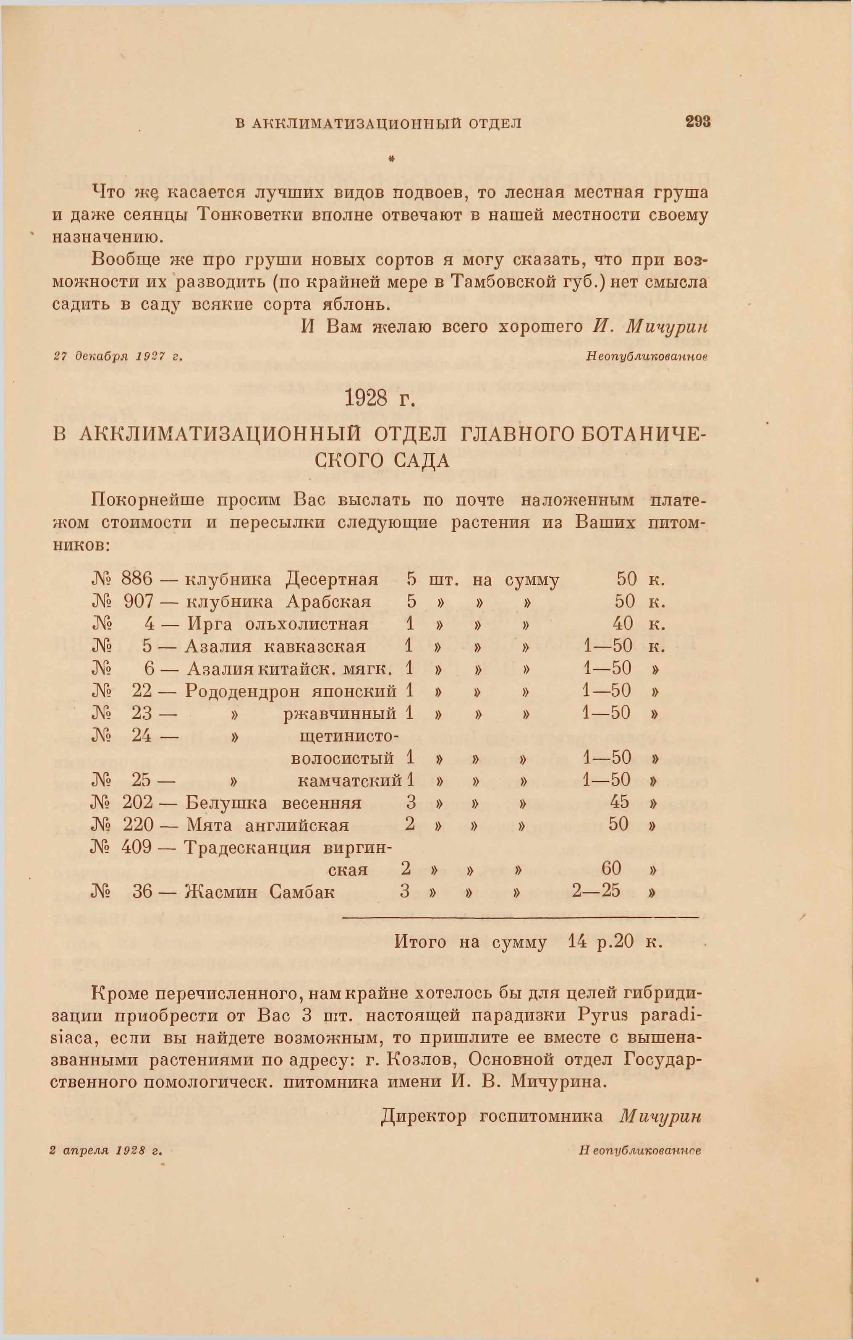 В АККЛИМАТИЗАЦИОННЫЙ ОТДЕЛ 293
*
Что же касается лучших видов подвоев, то лесная местная груша
и даже сеянцы Тонковетки вполне отвечают в нашей местности своему
назначению.
Вообще же про груши новых сортов я могу сказать, что при воз-
можности их разводить (по крайней мере в Тамбовской губ.) нет смысла
садить в саду всякие сорта яблонь.
И Вам желаю всего хорошего И. Мичурин
27 декабря 1927 г. Неопубликованное
1928 г.
В АККЛИМАТИЗАЦИОННЫЙ ОТДЕЛ ГЛАВНОГО БОТАНИЧЕ-
СКОГО САДА
Покорнейше просим Вас выслать по почте наложенным плате-
жом стоимости и пересылки следующие растения из Ваших питом-
ников:
№ 886 — клубника Десертная 5 шт. на сумму 50 к.
№ 907 — клубника Арабская 5 » » » 50 к.
№ 4 — Ирга ольхолистная 1 » » » 40 к.
№ 5 — Азалия кавказская 1 » » » 1—50 к.
№ 6 — Азалия китайск. мягк. 1 » » » 1—50 »
№ 22 — Рододендрон японский 1 » » » 1—50 »
№ 23 — » ржавчинный 1 » » » 1—50 »
№ 24 — » щетинисто-
волосистый 1 » » » 1—50 »
№ 25 — » камчатский 1 » » » 1—50 »
№ 202 — Белушка весенняя 3 » » » 45 »
№ 220 — Мята английская 2 » » » 50 »
№ 409 — Традесканция виргин-
ская 2 » » » 60 »
№ 36 — Жасмин Самбак 3 » » » 2—25 »
Итого на сумму 14 р.20 к.
Кроме перечисленного, нам крайне хотелось бы для целей гибриди-
зации приобрести от Вас 3 шт. настоящей парадизки Pyrus paradi-
siaca, если вы найдете возможным, то пришлите ее вместе с вышена-
званными растениями по адресу: г. Козлов, Основной отдел Государ-
ственного помологическ. питомника имени И. В. Мичурина.
Директор госпитомника Мичурин
2 апреля 1928 г. Неопубликованное